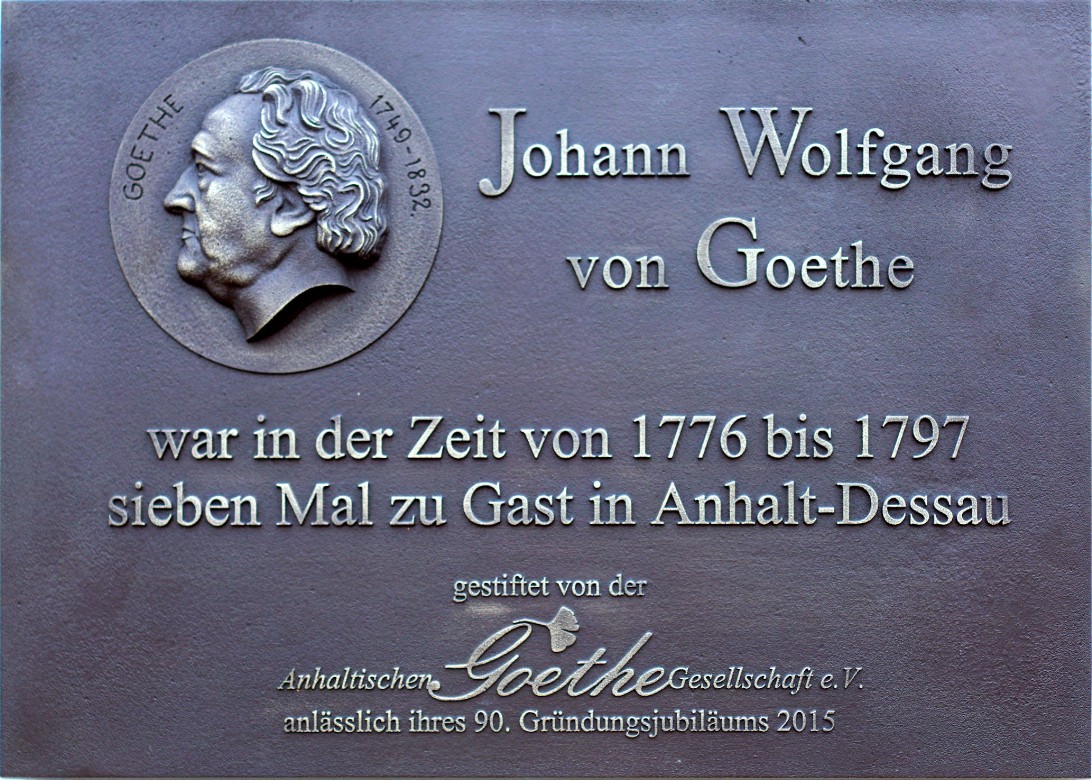 GOETHE 1749-1832.
Johann Wolfgang
von Goethe
war in der Zeit von 1776 bis 1797
sieben Mal zu Gast in Anhalt-Dessau
gestiftet von der
Anhaltischen Goethe Gesellschaft e.V.
anlässlich ihres 90. Gründungsjubiläums 2015